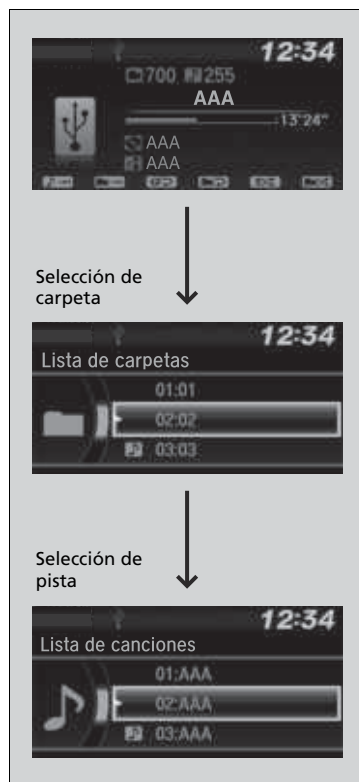 12:34
700 255
AAA
13'24"
AAA
AAA
Selección de
carpeta
12:34
Lista de carpetas
01:01
02:02
03:03
Selección de
pista
12:34
Lista de canciones
01:AAA
02:AAA
03:AAA